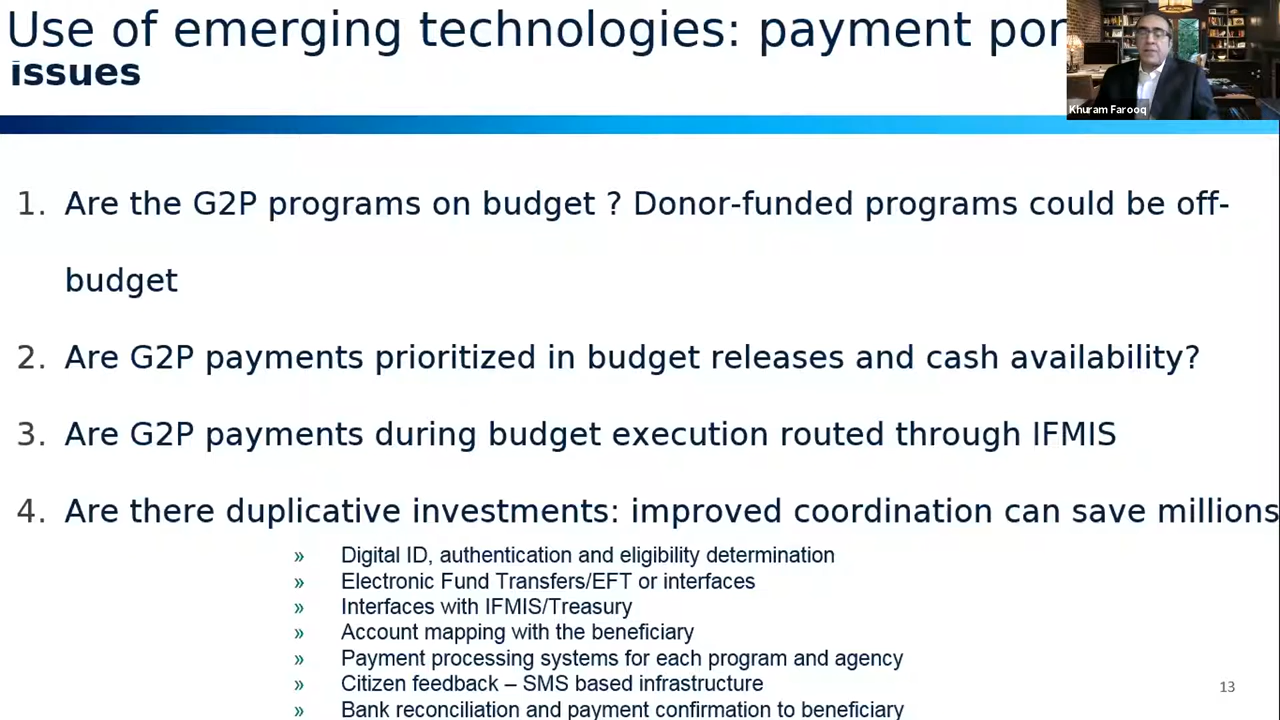 Use of emerging technologies: payment por
issues
Khuram Farooq
1. Are the G2P programs on budget ? Donor-funded programs could be off-
budget
2. Are G2P payments prioritized in budget releases and cash availability?
3. Are G2P payments during budget execution routed through IFMIS
4. Are there duplicative investments: improved coordination can save millions
» Digital ID, authentication and eligibility determination
» Electronic Fund Transfers/EFT or interfaces
» Interfaces with IFMIS/Treasury
» Account mapping with the beneficiary
» Payment processing systems for each program and agency
» Citizen feedback – SMS based infrastructure
» Bank reconciliation and payment confirmation to beneficiary
13